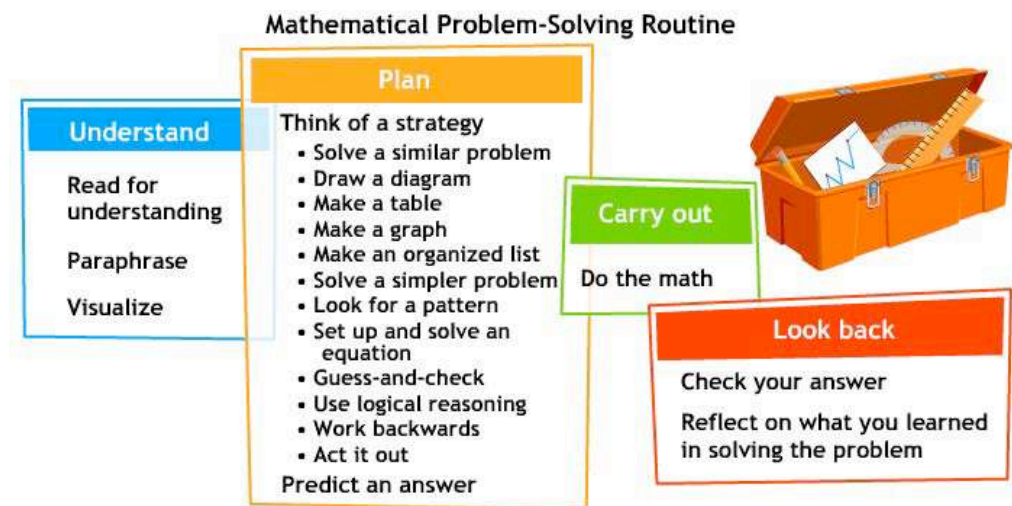 Mathematical Problem-Solving Routine
Understand
Read for
understanding
Paraphrase
Visualize
Plan
Think of a strategy
• Solve a similar problem
• Draw a diagram
• Make a table
• Make a graph
• Make an organized list
• Solve a simpler problem
• Look for a pattern
• Set up and solve an
equation
• Guess-and-check
• Use logical reasoning
• Work backwards
• Act it out
Predict an answer
Carry out
Do the math
Look back
Check your answer
Reflect on what you learned
in solving the problem